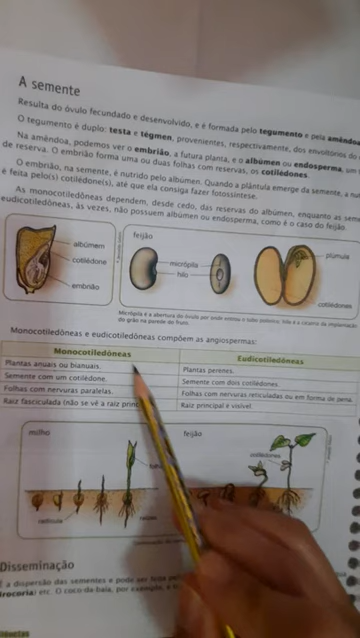 A semente
Resulta do óvulo fecundado e desenvolvido, e é formada pelo tegumento e pela amêndoa
O tegumento é duplo: testa e tégmen, provenientes, respectivamente, dos envoltórios do
Na amêndoa, podemos ver o embrião, a futura planta, e o albúmen ou endosperma, um
de reserva. O embrião forma uma ou duas folhas com reservas, os cotilédones.
O embrião, na semente, é nutrido pelo albúmen. Quando a plântula emerge da semente, a
é feita pelo(s) cotilédone(s), até que ela consiga fazer fotossíntese.
As monocotiledôneas dependem, desde cedo, das reservas do albúmen, enquanto as
eudicotiledôneas, às vezes, não possuem albúmen ou endosperma, como é o caso do feijão.
albúmen
cotilédone
embrião
feijão
micrópila
hilo
plúmula
cotilédones
Micrópila é a abertura do óvulo por onde entrou o tubo polínico; hilo é a cicatriz da implantação
do grão na parede do fruto.
Monocotiledôneas e eudicotiledôneas compõem as angiospermas:
Monocotiledôneas Eudicotiledôneas
Plantas anuais ou bianuais. Plantas perenes.
Semente com um cotilédone. Semente com dois cotilédones.
Folhas com nervuras paralelas. Folhas com nervuras reticuladas ou em forma de pena.
Raiz fasciculada (não se vê a raiz Raiz principal é visível.
milho
feijão
cotilédones
radícula
raízes
Disseminação
É a dispersão das sementes e pode ser feita
etc. O coco-da-baía, por exemplo, é